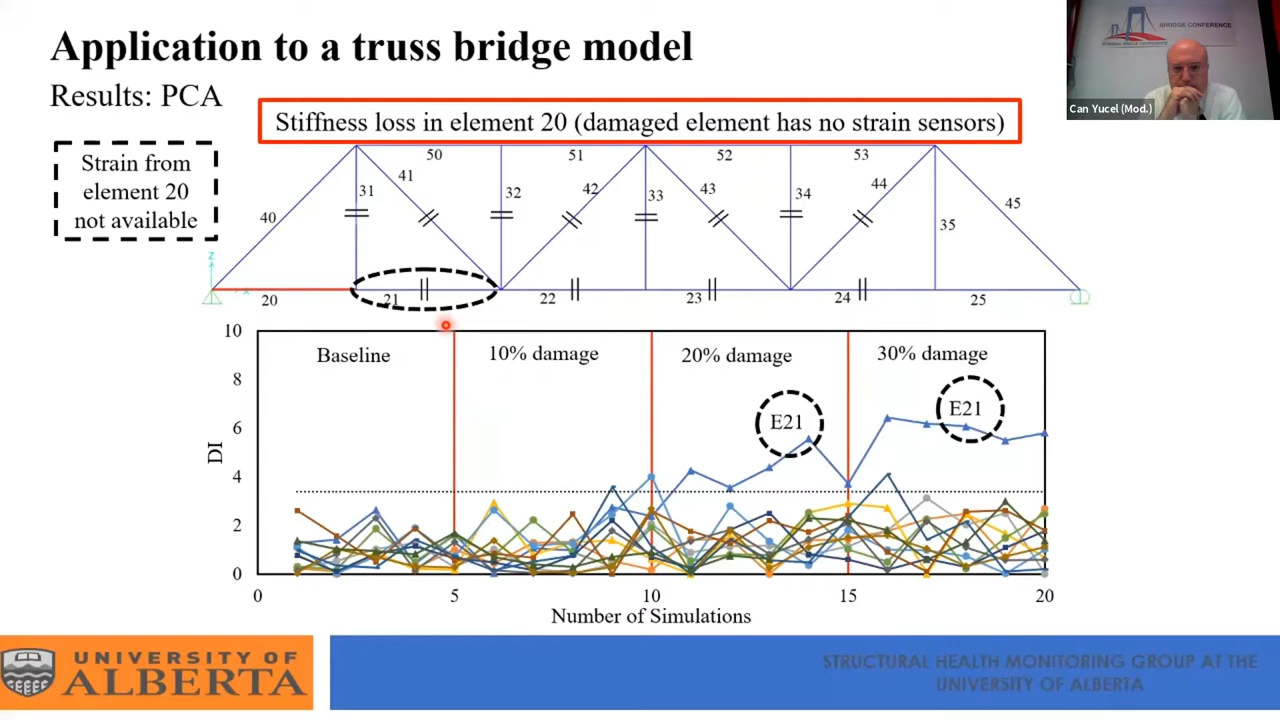 Application to a truss bridge model
Results: PCA
Stiffness loss in element 20 (damaged element has no strain sensors)
Strain from
element 20
not available
IBRIDGE CONFERENCE
Can Yucel (Mod.)
50
51
52
53
40
31
41
32
42
33
43
34
44
35
45
z
x
20
21
22
23
24
25
10
8
6
4
2
0
DI
Baseline
10% damage
20% damage
30% damage
E21
E21
0
5
10
15
20
Number of Simulations
UNIVERSITY OF
ALBERTA
STRUCTURAL HEALTH MONITORING GROUP AT THE
UNIVERSITY OF ALBERTA